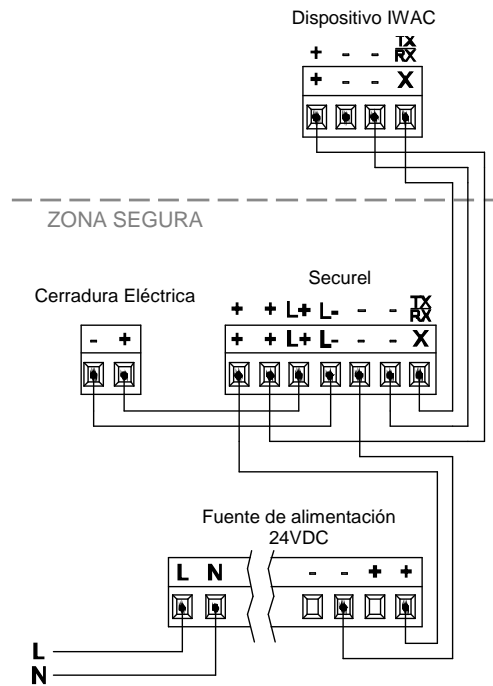 Dispositivo IWAC
+ - - TX RX
+ - - X
ZONA SEGURA
Securel
Cerradura Eléctrica
+ + L+ L- - - TX RX
- +
+ + L+ L- - - X
Fuente de alimentación
24VDC
L N - - + +
L
N